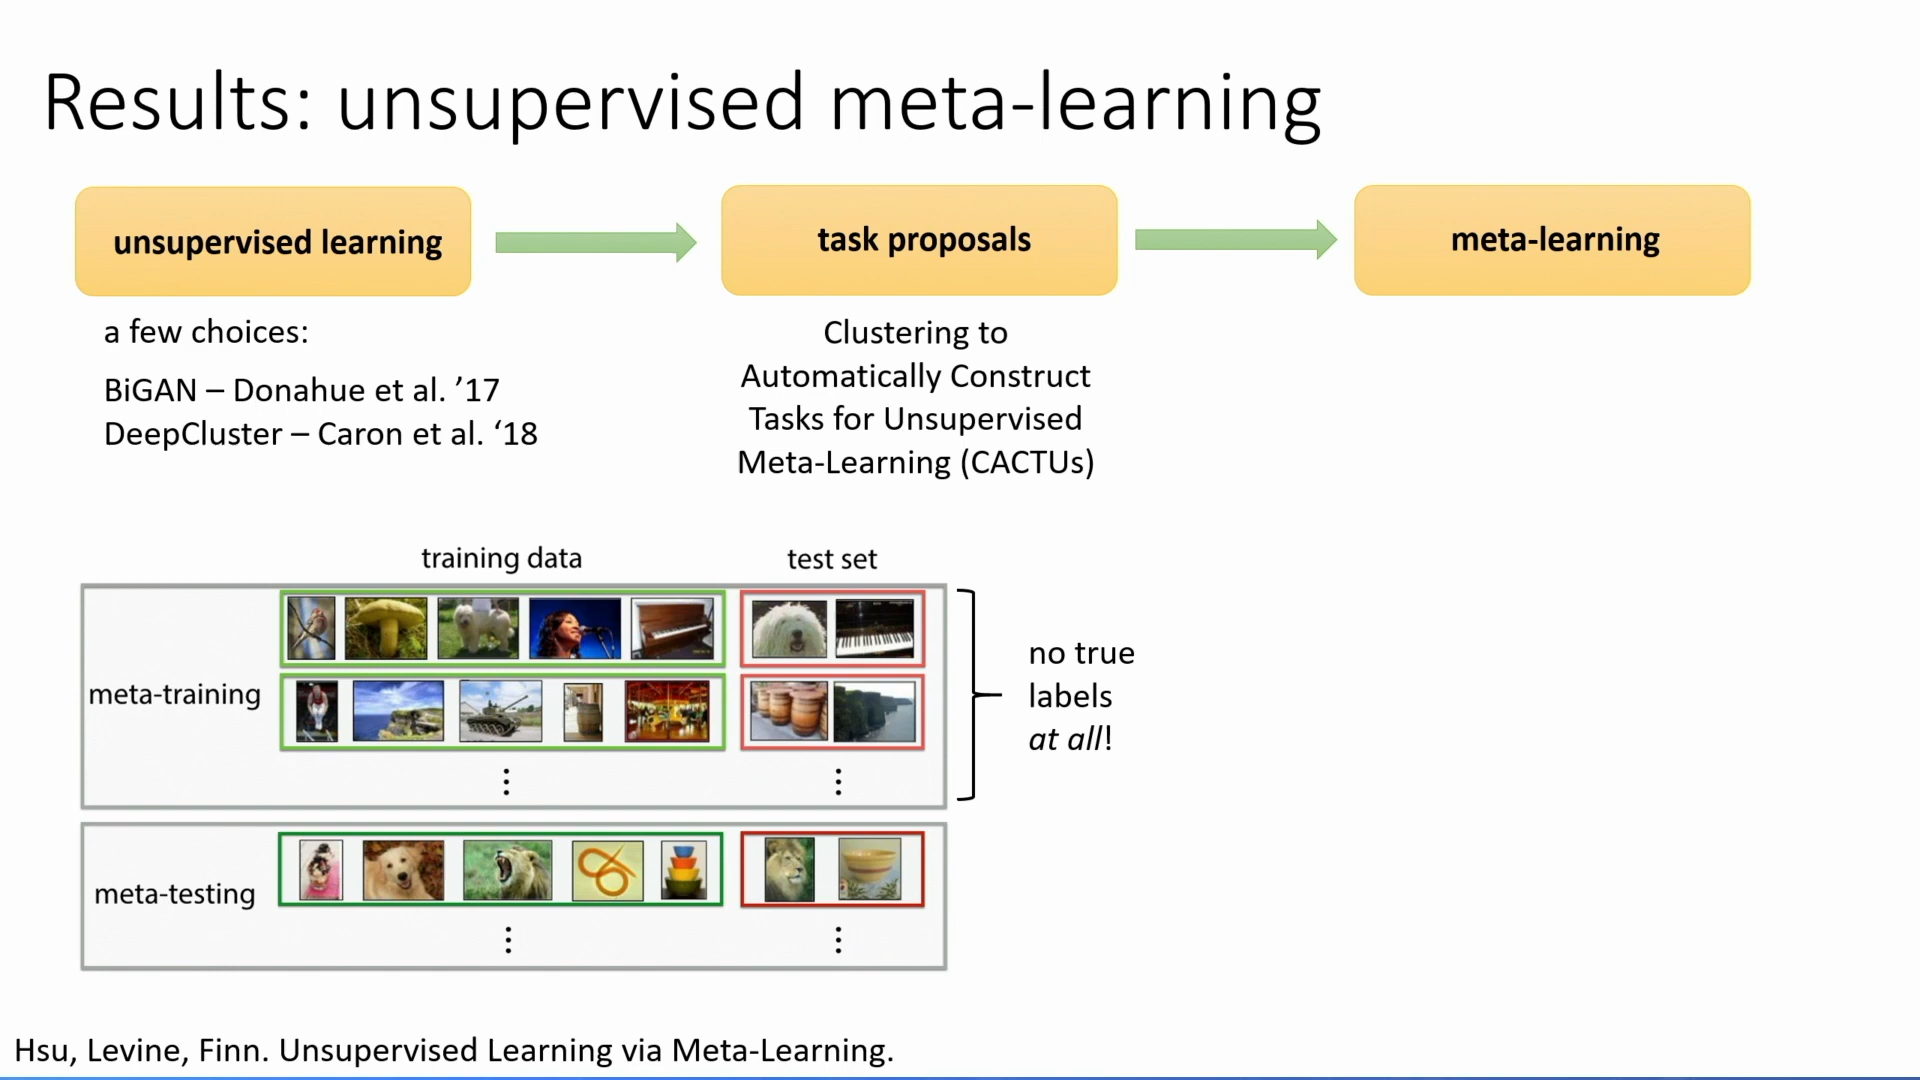 Results: unsupervised meta-learning
unsupervised learning
task proposals
meta-learning
a few choices:
BiGAN – Donahue et al. ’17
DeepCluster – Caron et al. ‘18
Clustering to
Automatically Construct
Tasks for Unsupervised
Meta-Learning (CACTUs)
training data
test set
meta-training
no true
labels
at all!
meta-testing
Hsu, Levine, Finn. Unsupervised Learning via Meta-Learning.